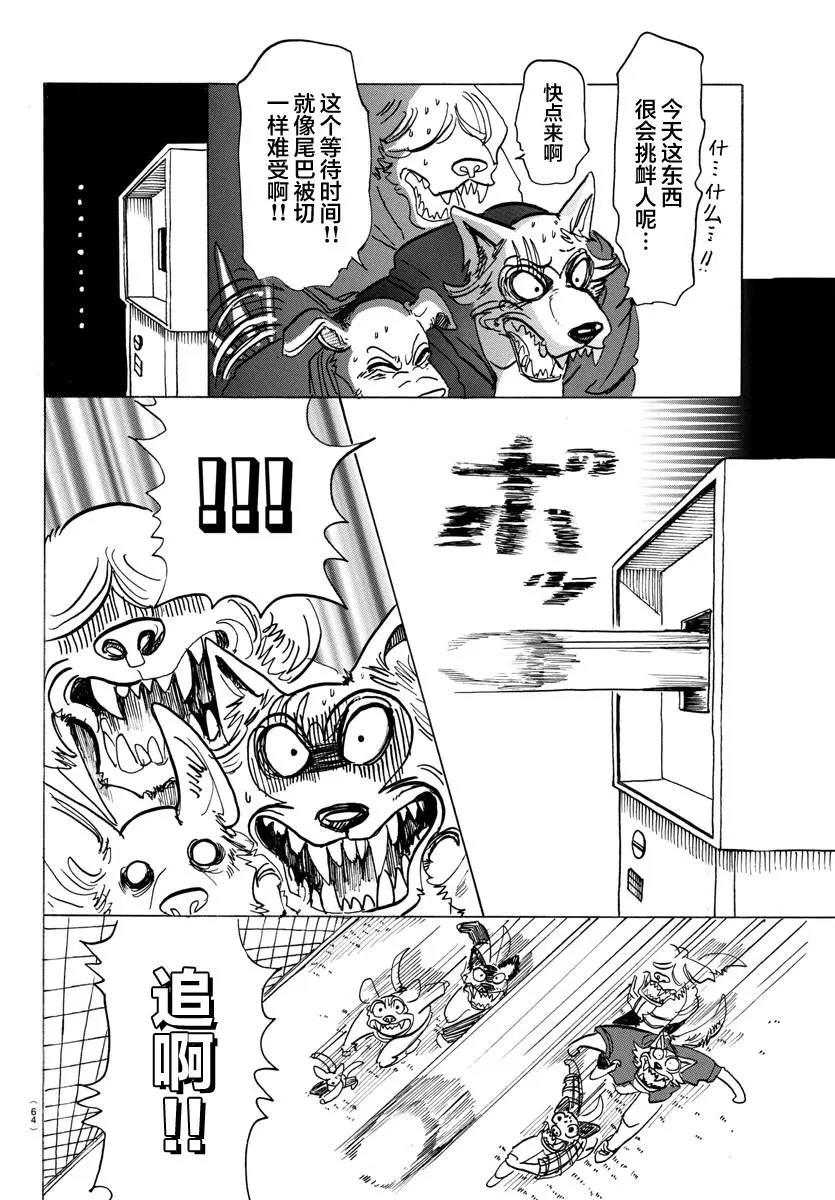 今天这东西
很会挑衅人呢…
什…什么…!!
快点来啊
这个等待时间!!
就像尾巴被切
一样难受啊!!
……
ボッ
!!!
追
啊!!
(64)